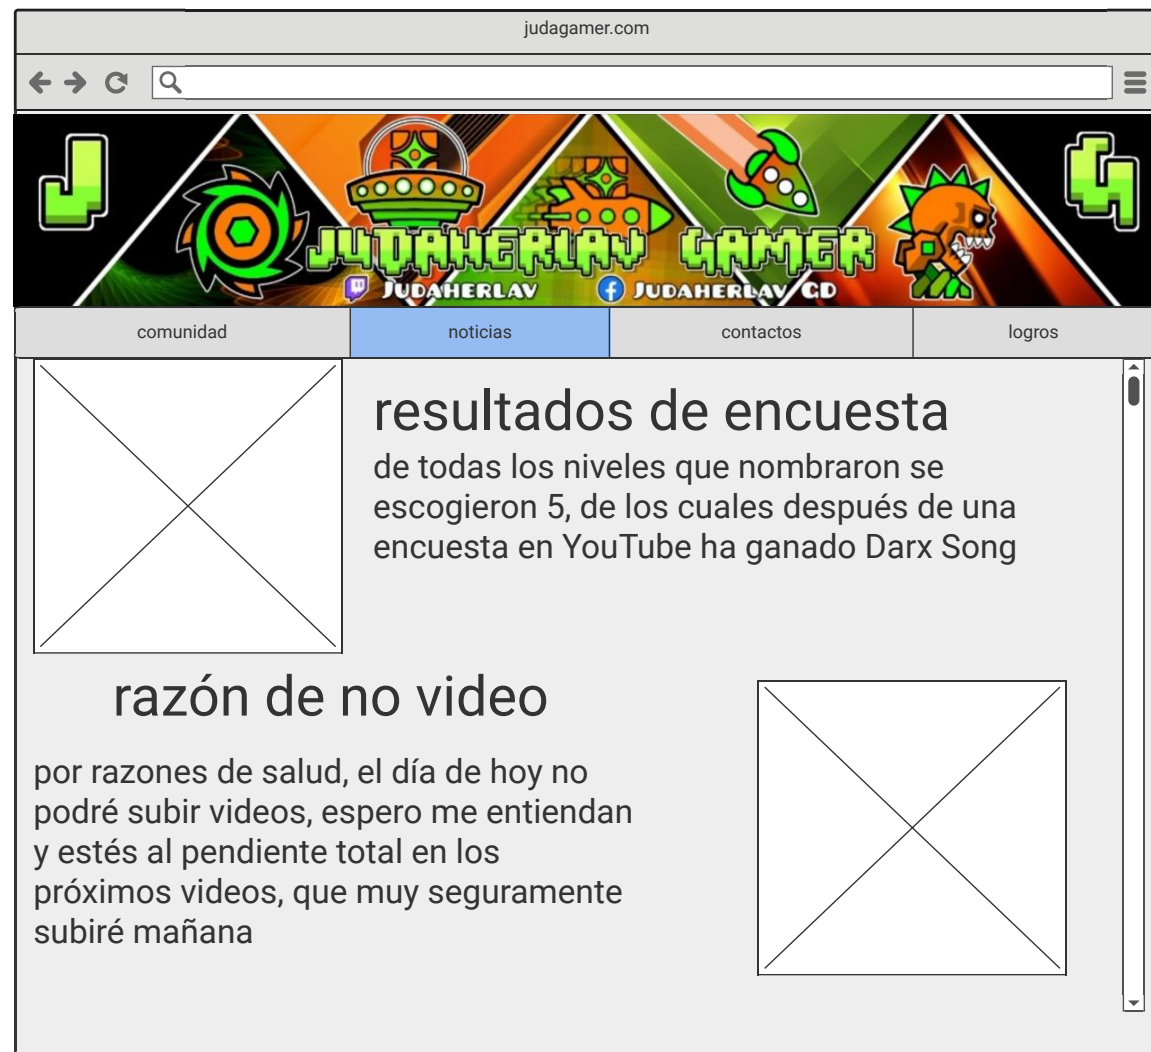 judagamer.com
J
G
JUDAHERLAV GAMER
JUDAHERLAV
JUDAHERLAV GD
comunidad
noticias
contactos
logros
resultados de encuesta
de todas los niveles que nombraron se
escogieron 5, de los cuales después de una
encuesta en YouTube ha ganado Darx Song
razón de no video
por razones de salud, el día de hoy no
podré subir videos, espero me entiendan
y estés al pendiente total en los
próximos videos, que muy seguramente
subiré mañana